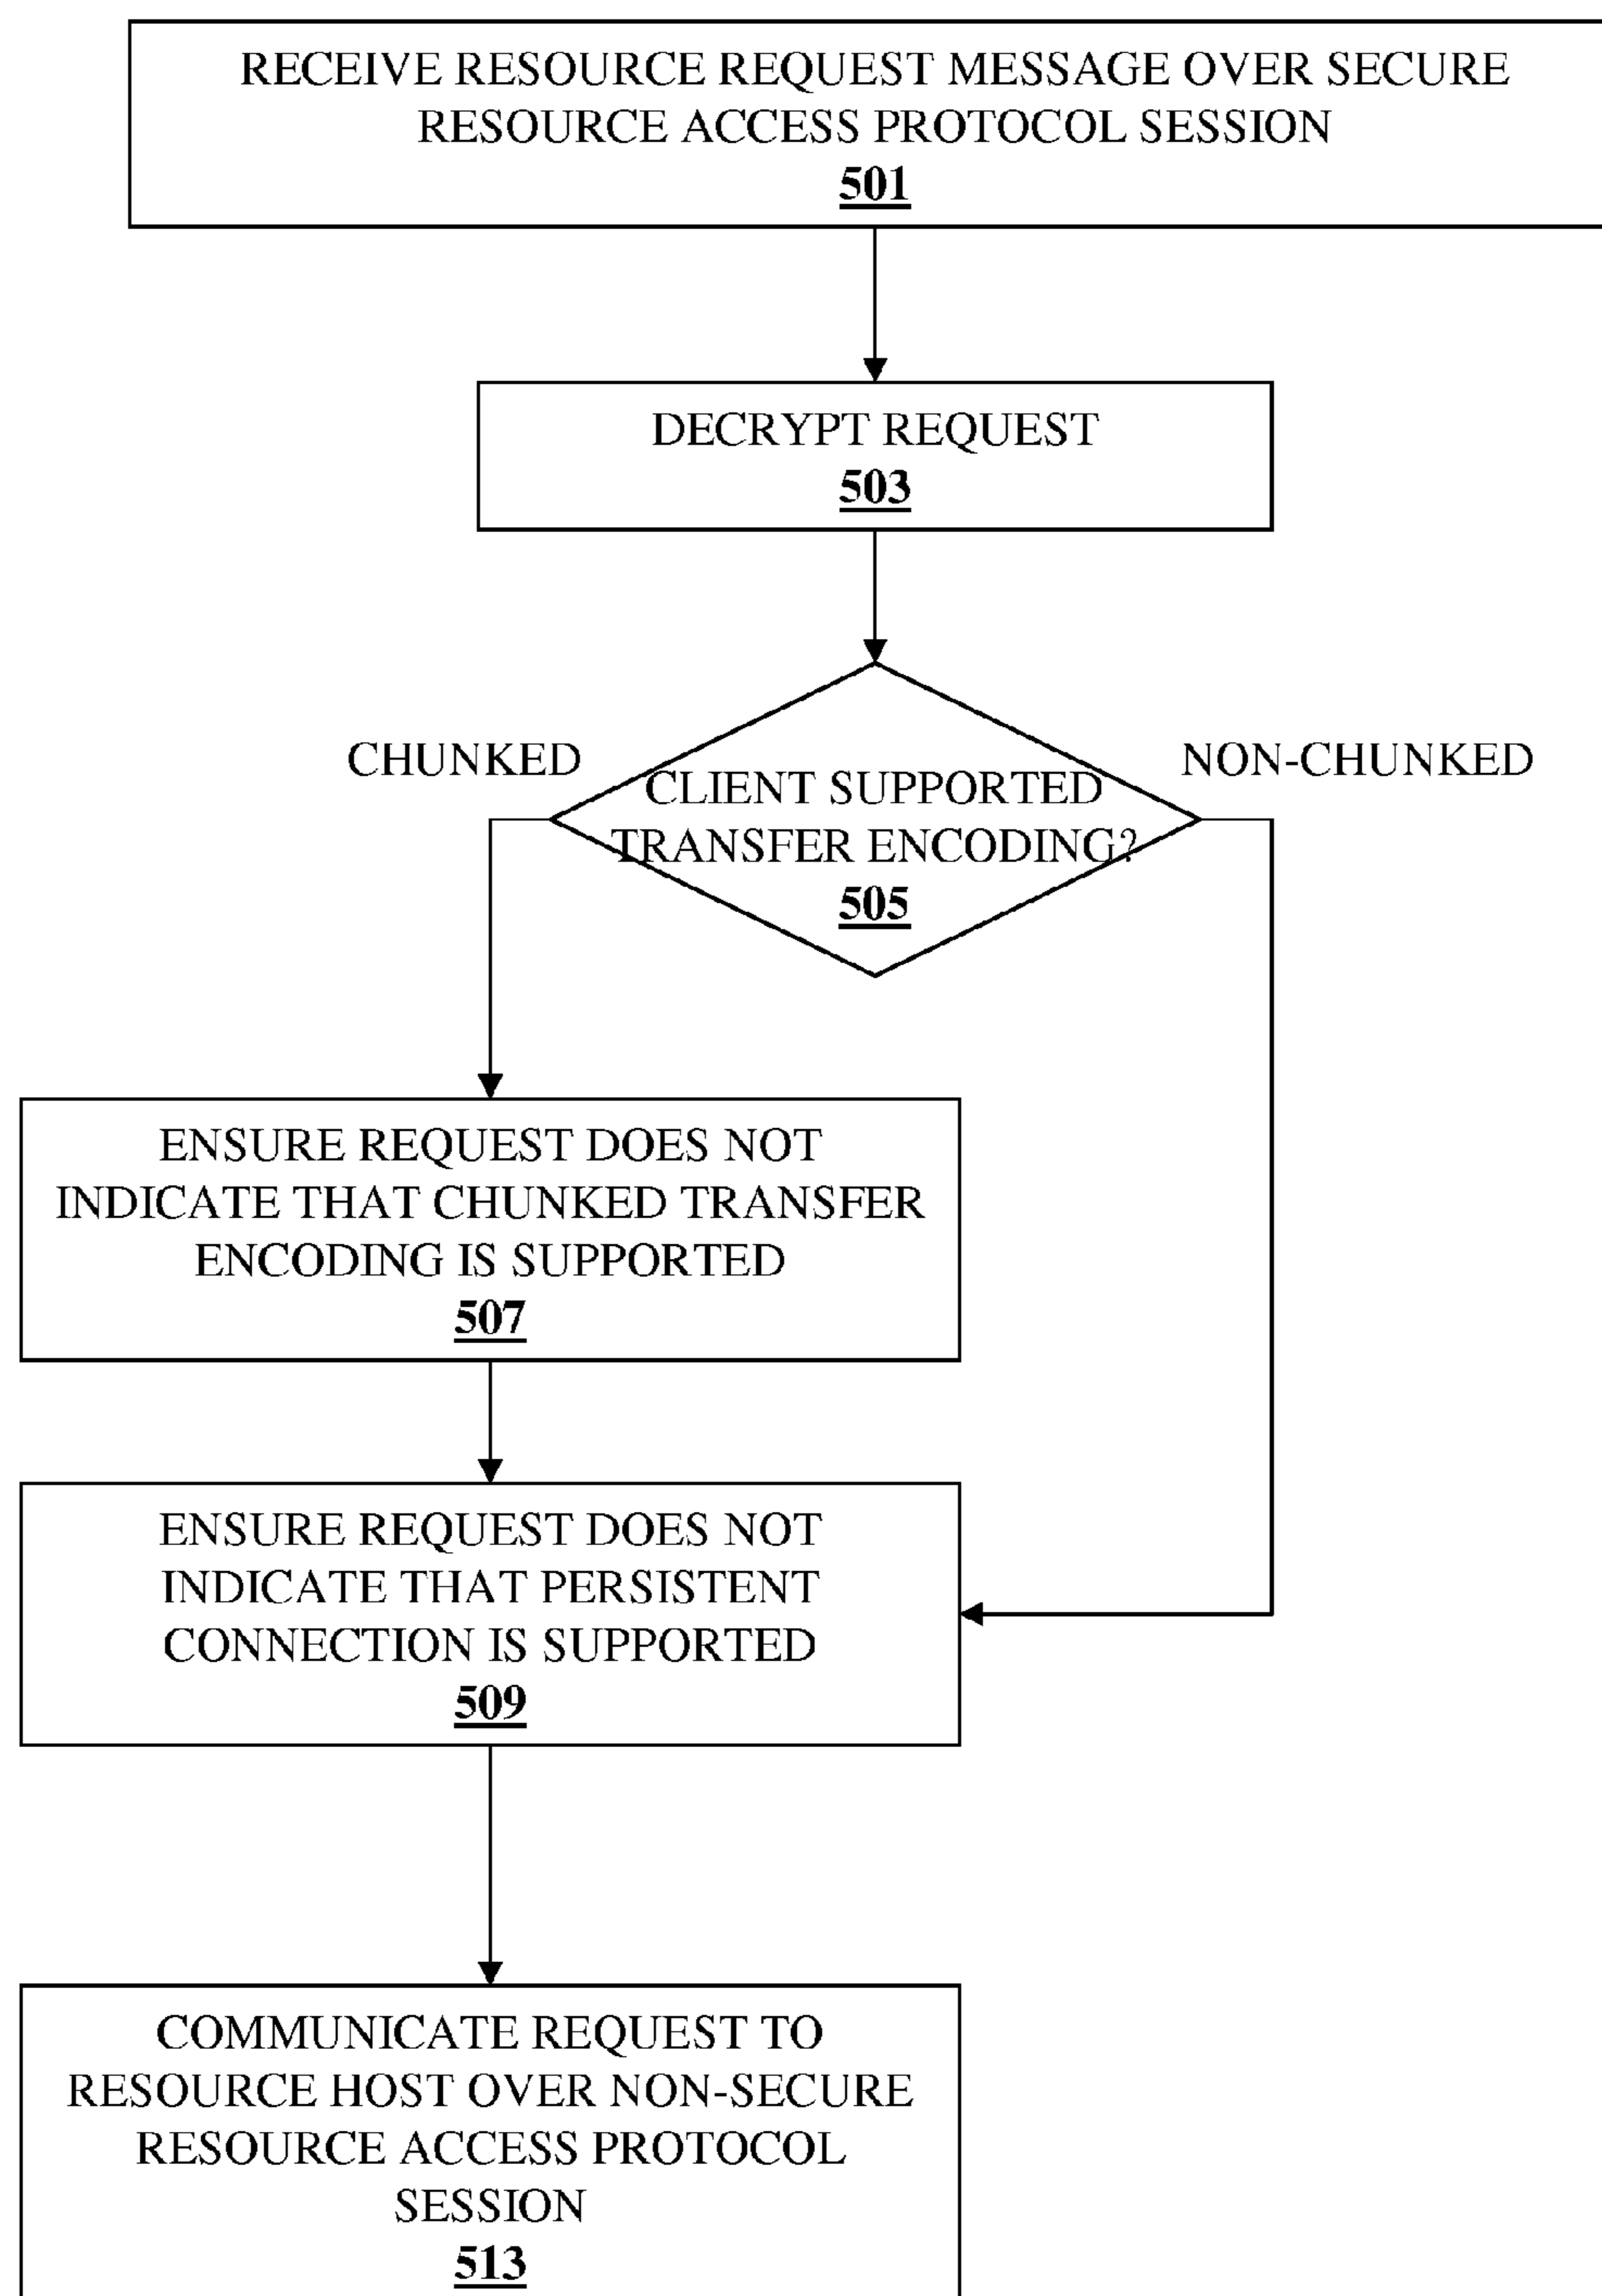 RECEIVE RESOURCE REQUEST MESSAGE OVER SECURE
RESOURCE ACCESS PROTOCOL SESSION
501
DECRYPT REQUEST
503
CHUNKED
NON-CHUNKED
CLIENT SUPPORTED
TRANSFER ENCODING?
505
ENSURE REQUEST DOES NOT
INDICATE THAT CHUNKED TRANSFER
ENCODING IS SUPPORTED
507
ENSURE REQUEST DOES NOT
INDICATE THAT PERSISTENT
CONNECTION IS SUPPORTED
509
COMMUNICATE REQUEST TO
RESOURCE HOST OVER NON-SECURE
RESOURCE ACCESS PROTOCOL
SESSION
513